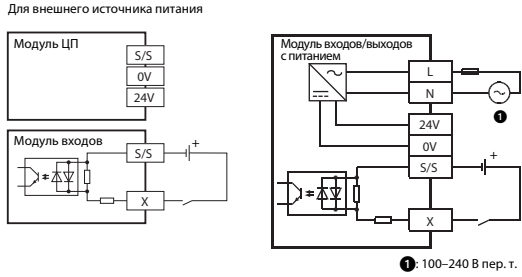 Для внешнего источника питания
Модуль ЦП
S/S
0V
24V
Модуль входов
S/S
+
X
Модуль входов/выходов
с питанием
L
N
1
24V
0V
S/S
+
X
1: 100–240 В пер. т.